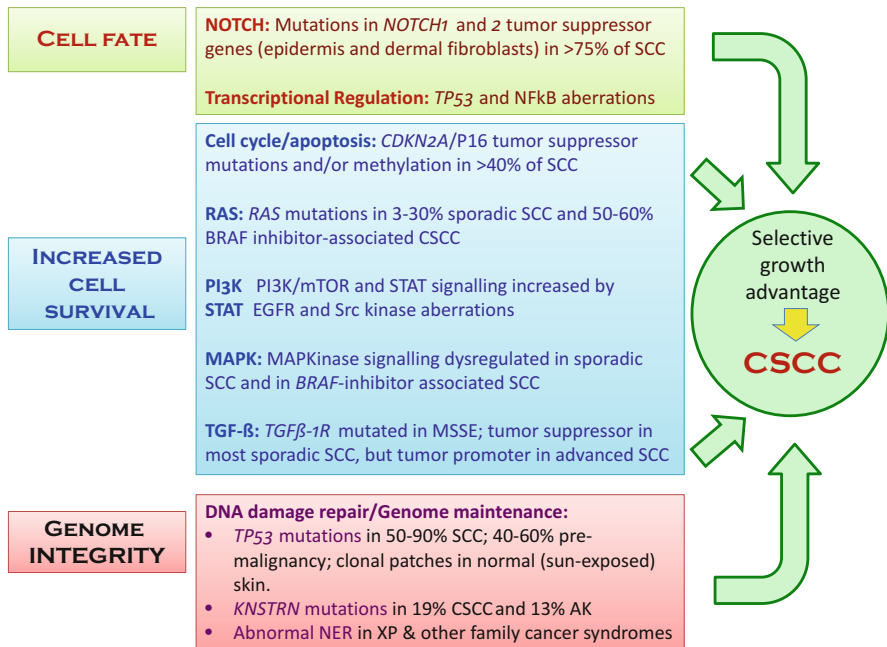 CELL FATE
NOTCH: Mutations in NOTCH1 and 2 tumor suppressor
genes (epidermis and dermal fibroblasts) in >75% of SCC
Transcriptional Regulation: TP53 and NFkB aberrations
INCREASED
CELL
SURVIVAL
Cell cycle/apoptosis: CDKN2A/P16 tumor suppressor
mutations and/or methylation in >40% of SCC
RAS: RAS mutations in 3-30% sporadic SCC and 50-60%
BRAF inhibitor-associated CSCC
PI3K PI3K/mTOR and STAT signalling increased by
STAT EGFR and Src kinase aberrations
MAPK: MAPKinase signalling dysregulated in sporadic
SCC and in BRAF-inhibitor associated SCC
TGF-ß: TGFß-1R mutated in MSSE; tumor suppressor in
most sporadic SCC, but tumor promoter in advanced SCC
GENOME
INTEGRITY
DNA damage repair/Genome maintenance:
• TP53 mutations in 50-90% SCC; 40-60% pre-
malignancy; clonal patches in normal (sun-exposed)
skin.
• KNSTRN mutations in 19% CSCC and 13% AK
• Abnormal NER in XP & other family cancer syndromes
Selective
growth
advantage
CSCC